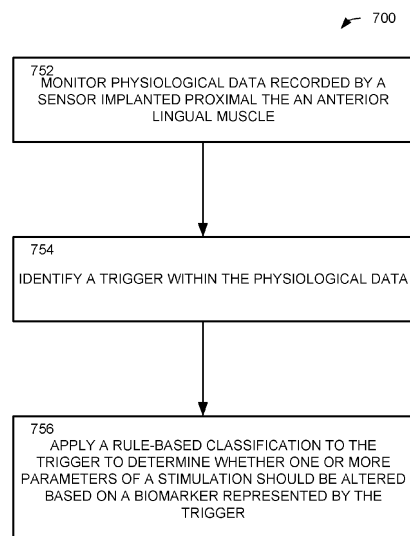 700
752
MONITOR PHYSIOLOGICAL DATA RECORDED BY A
SENSOR IMPLANTED PROXIMAL THE AN ANTERIOR
LINGUAL MUSCLE
754
IDENTIFY A TRIGGER WITHIN THE PHYSIOLOGICAL DATA
756
APPLY A RULE-BASED CLASSIFICATION TO THE
TRIGGER TO DETERMINE WHETHER ONE OR MORE
PARAMETERS OF A STIMULATION SHOULD BE ALTERED
BASED ON A BIOMARKER REPRESENTED BY THE
TRIGGER